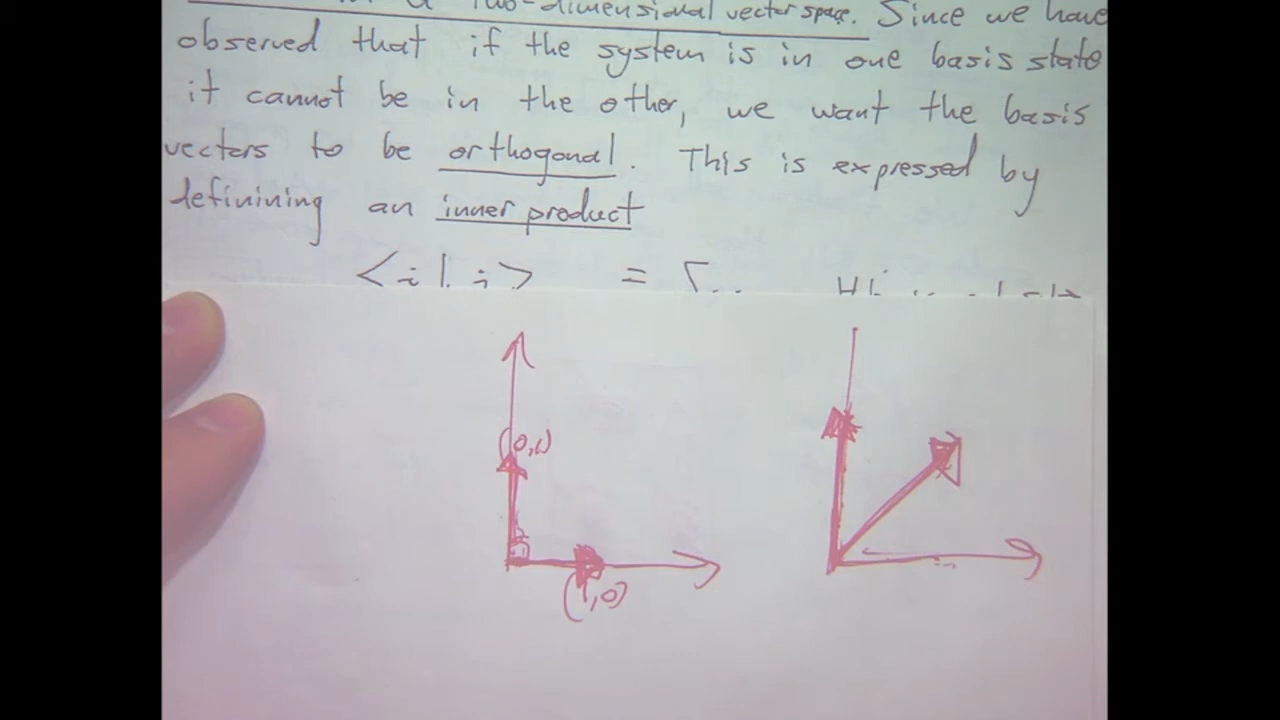 two-dimensional vector space. Since we have
observed that if the system is in one basis state
it cannot be in the other, we want the basis
vectors to be orthogonal. This is expressed by
definining an inner product
<i|j> =
(0,1)
(1,0)